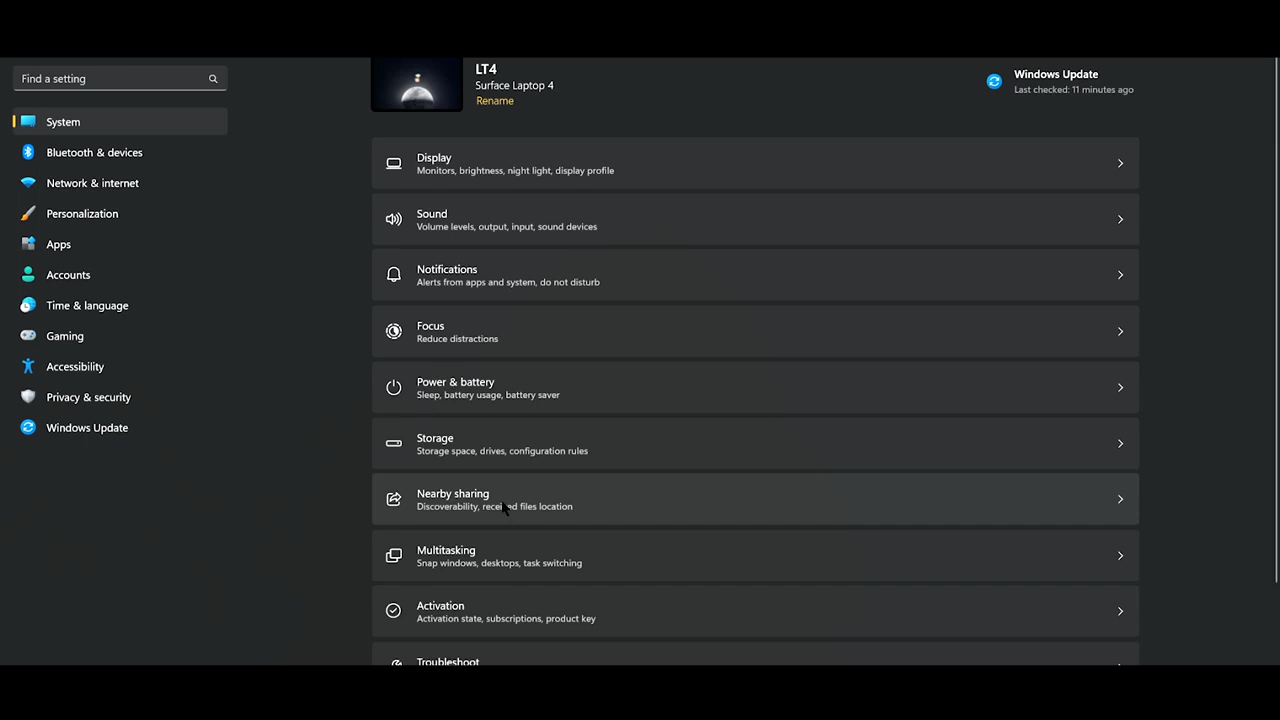 Find a setting
System
Bluetooth & devices
Network & internet
Personalization
Apps
Accounts
Time & language
Gaming
Accessibility
Privacy & security
Windows Update
LT4
Surface Laptop 4
Rename
Windows Update
Last checked: 11 minutes ago
Display
Monitors, brightness, night light, display profile
Sound
Volume levels, output, input, sound devices
Notifications
Alerts from apps and system, do not disturb
Focus
Reduce distractions
Power & battery
Sleep, battery usage, battery saver
Storage
Storage space, drives, configuration rules
Nearby sharing
Discoverability, received files location
Multitasking
Snap windows, desktops, task switching
Activation
Activation state, subscriptions, product key
Troubleshoot